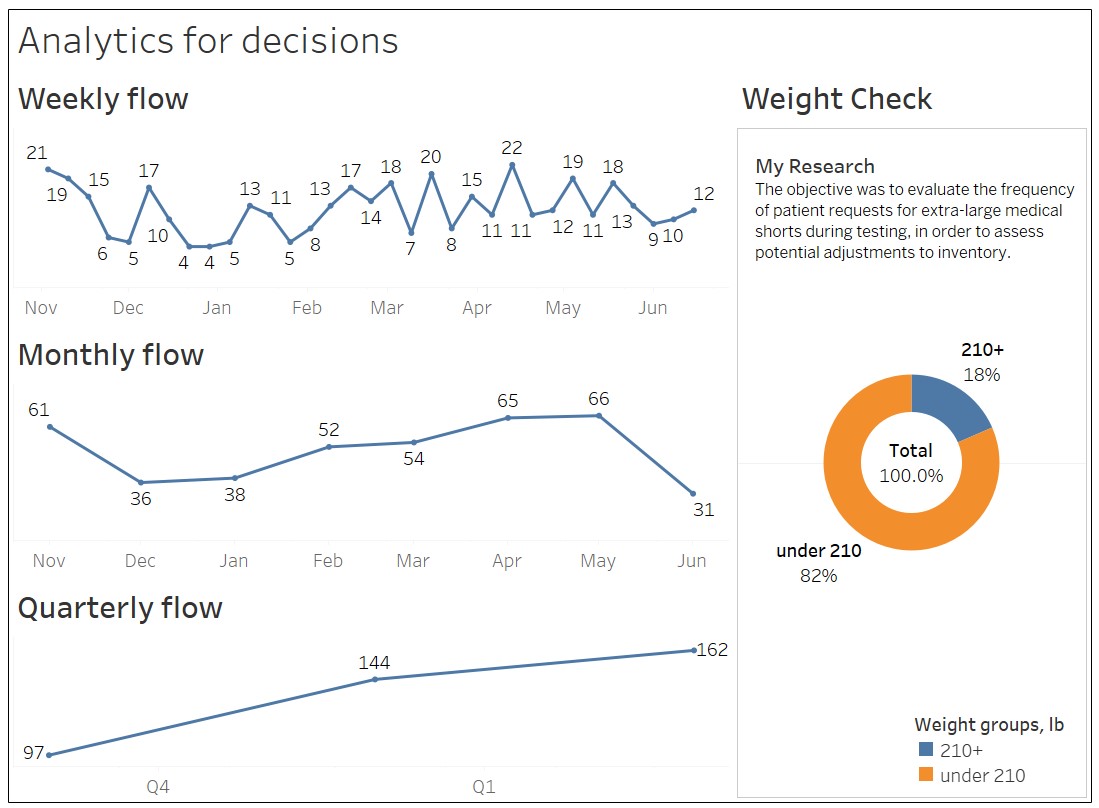 Analytics for decisions
Weekly flow
21
19
15
6
5
17
10
4
4
5
13
11
5
8
13
17
14
18
7
20
8
15
11
22
11
12
19
11
18
13
9
10
12
Nov Dec Jan Feb Mar Apr May Jun
Monthly flow
61
36
38
52
54
65
66
31
Nov Dec Jan Feb Mar Apr May Jun
Quarterly flow
97
144
162
Q4 Q1
Weight Check
My Research
The objective was to evaluate the frequency
of patient requests for extra-large medical
shorts during testing, in order to assess
potential adjustments to inventory.
210+
18%
Total
100.0%
under 210
82%
Weight groups, lb
210+
under 210